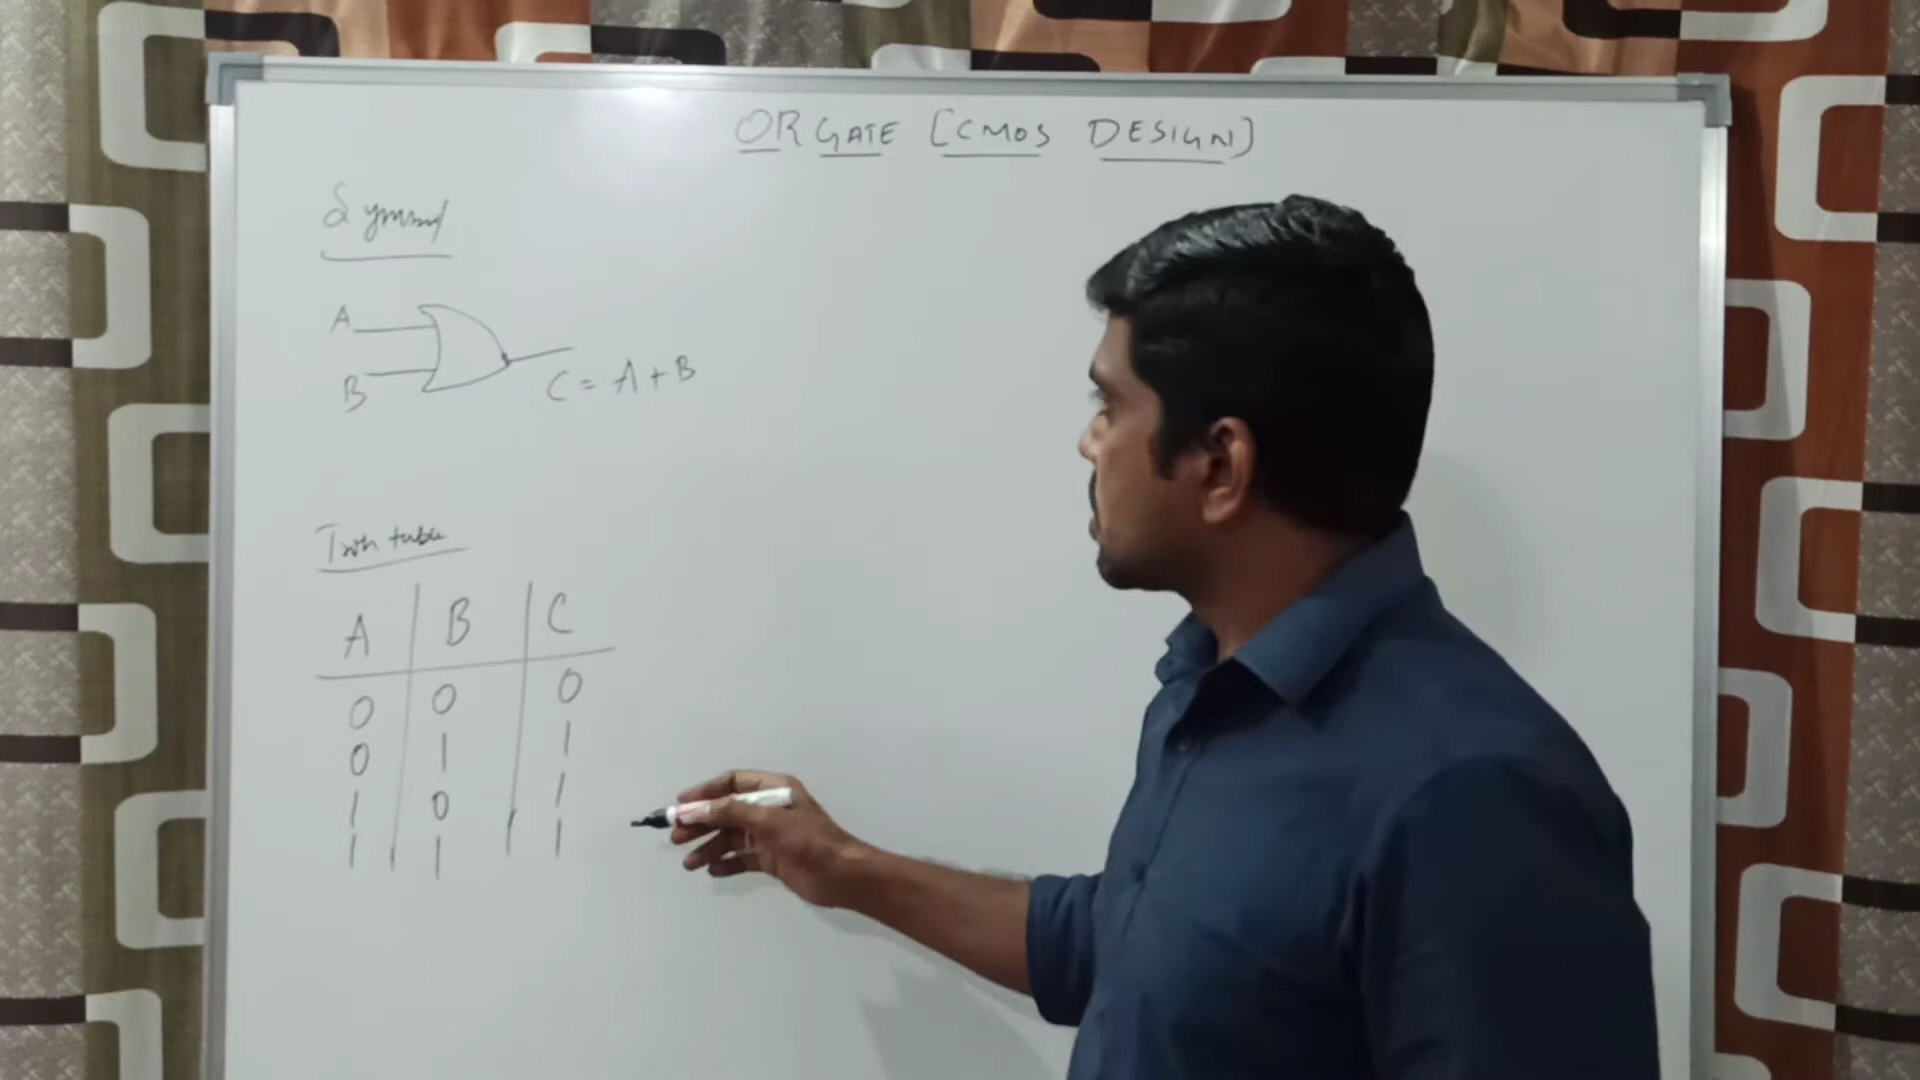 OR GATE [CMOS DESIGN]
Symbol
A
B
C = A + B
Truth table
A B C
0 0 0
0 1 1
1 0 1
1 1 1